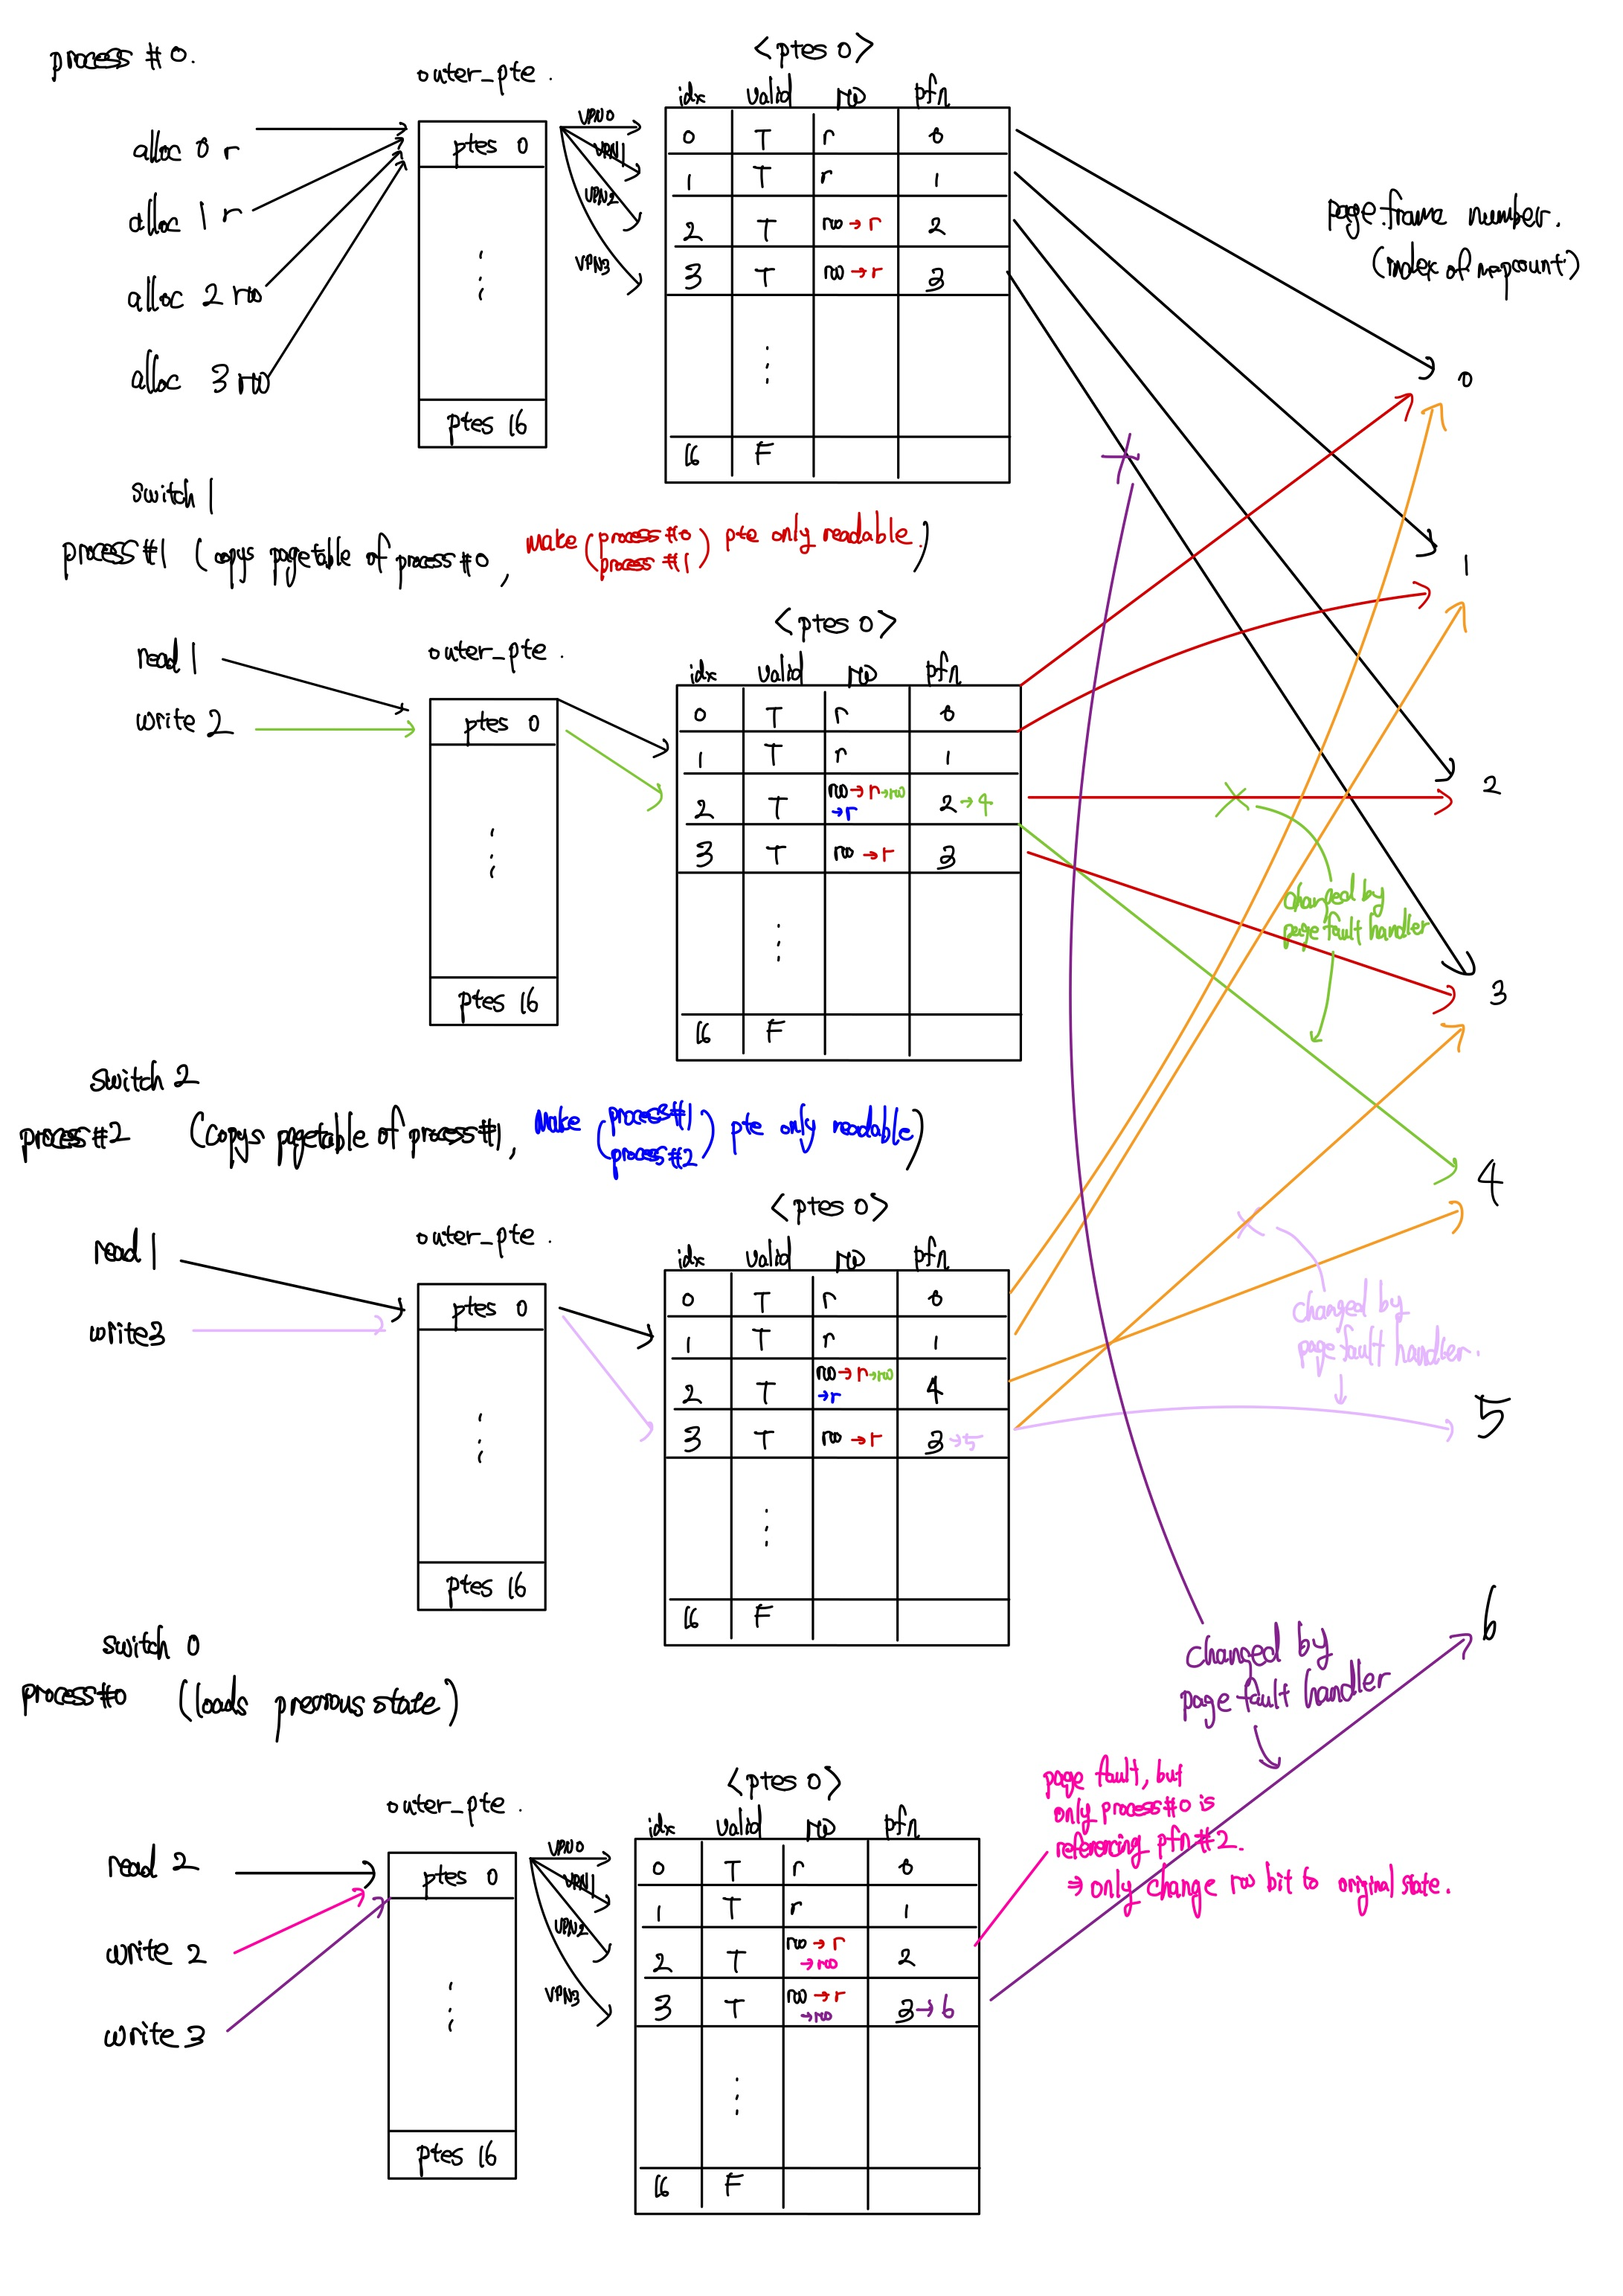 process #0.
outer_pte.
<ptes 0>
idx valid rw pfn
alloc 0 r
alloc 1 r
alloc 2 rw
alloc 3 rw
ptes 0
ptes 16
VPN0
VPN1
VPN2
VPN3
0 T r 0
1 T r 1
2 T rw → r 2
3 T rw → r 3
16 F
page frame number.
(index of mapcount)
0
1
2
3
4
5
6
switch 1
process#1 (copys pagetable of process#0, make (process#0 process#1) pte only readable.)
<ptes 0>
outer_pte.
idx valid rw pfn
read 1
write 2
ptes 0
ptes 16
0 T r 0
1 T r 1
2 T rw → r → rw → r 2 → 4
3 T rw → r 3
16 F
changed by
page fault handler
switch 2
process#2 (copys pagetable of process#1, make (process#1 process#2) pte only readable)
<ptes 0>
outer_pte.
idx valid rw pfn
read 1
write3
ptes 0
ptes 16
0 T r 0
1 T r 1
2 T rw → r → rw → r 4
3 T rw → r 3 → 5
16 F
changed by
page fault handler.
switch 0
process#0 (loads previous state)
changed by
page fault handler
<ptes 0>
outer_pte.
idx valid rw pfn
read 2
write 2
write 3
ptes 0
ptes 16
VPN0
VPN1
VPN2
VPN3
0 T r 0
1 T r 1
2 T rw → r → rw 2
3 T rw → r → rw 3 → 6
16 F
page fault, but
only process#0 is
referencing pfn#2.
⇒ only change rw bit to original state.